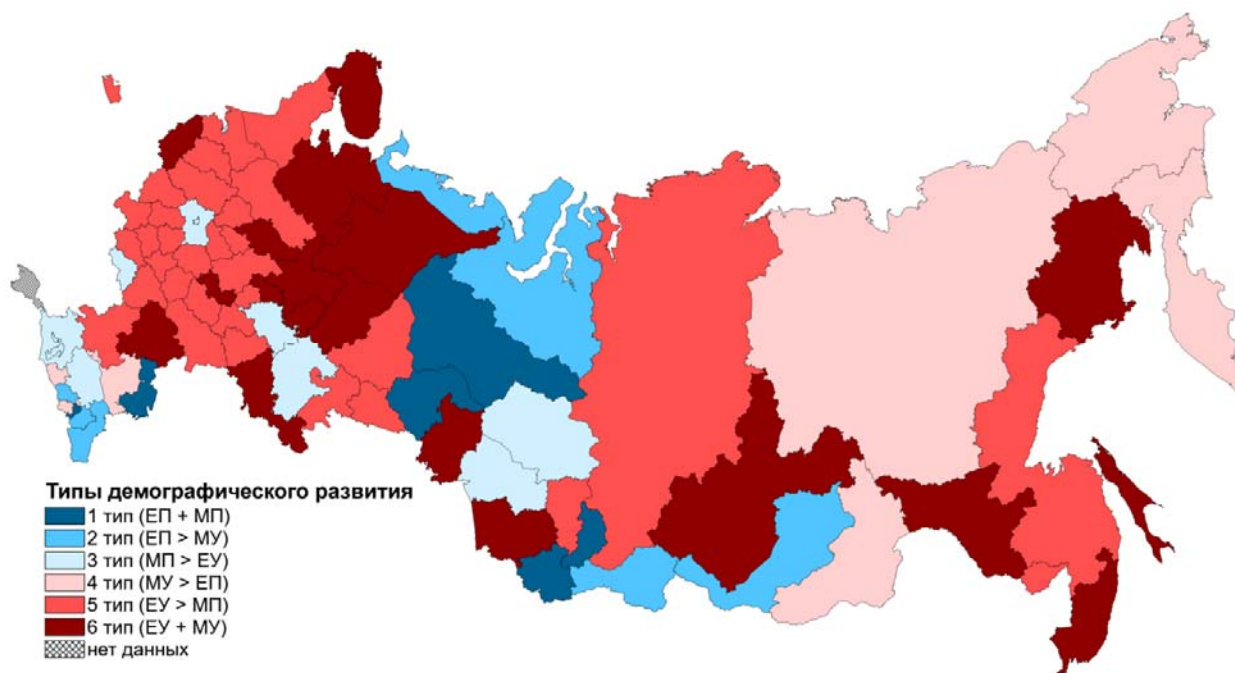 Типы демографического развития
1 тип (ЕП + МП)
2 тип (ЕП > МУ)
3 тип (МП > ЕУ)
4 тип (МУ > ЕП)
5 тип (ЕУ > МП)
6 тип (ЕУ + МУ)
нет данных